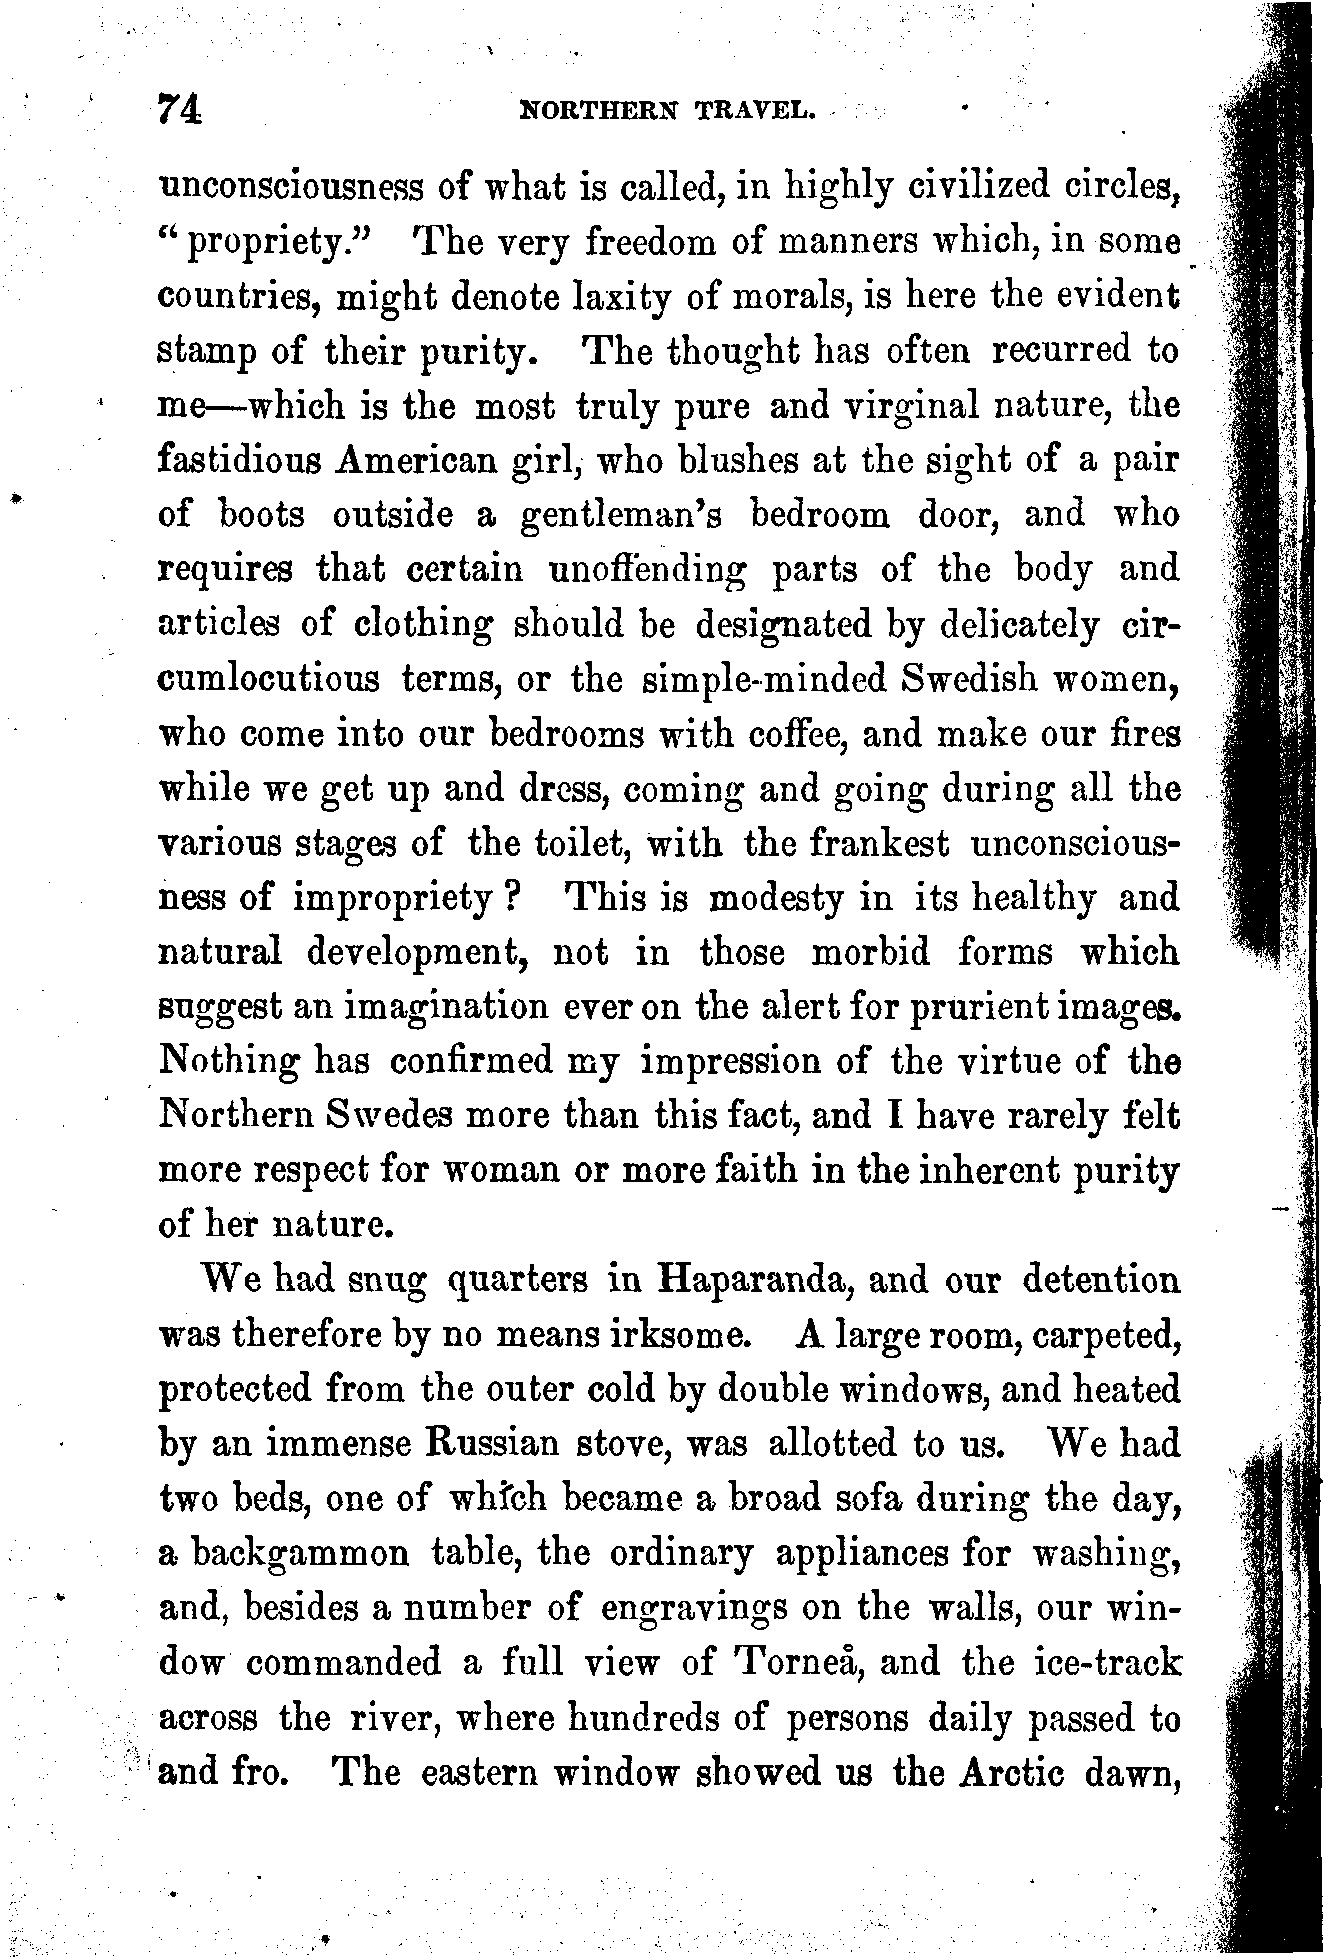 74 NORTHERN TRAVEL.
unconsciousness of what is called, in highly civilized circles,
“propriety.” The very freedom of manners which, in some
countries, might denote laxity of morals, is here the evident
stamp of their purity. The thought has often recurred to
me—which is the most truly pure and virginal nature, the
fastidious American girl, who blushes at the sight of a pair
of boots outside a gentleman's bedroom door, and who
requires that certain unoffending parts of the body and
articles of clothing should be designated by delicately cir-
cumlocutious terms, or the simple-minded Swedish women,
who come into our bedrooms with coffee, and make our fires
while we get up and dress, coming and going during all the
various stages of the toilet, with the frankest unconscious-
ness of impropriety? This is modesty in its healthy and
natural development, not in those morbid forms which
suggest an imagination ever on the alert for prurient images.
Nothing has confirmed my impression of the virtue of the
Northern Swedes more than this fact, and I have rarely felt
more respect for woman or more faith in the inherent purity
of her nature.
We had snug quarters in Haparanda, and our detention
was therefore by no means irksome. A large room, carpeted,
protected from the outer cold by double windows, and heated
by an immense Russian stove, was allotted to us. We had
two beds, one of which became a broad sofa during the day,
a backgammon table, the ordinary appliances for washing,
and, besides a number of engravings on the walls, our win-
dow commanded a full view of Torneå, and the ice-track
across the river, where hundreds of persons daily passed to
and fro. The eastern window showed us the Arctic dawn,